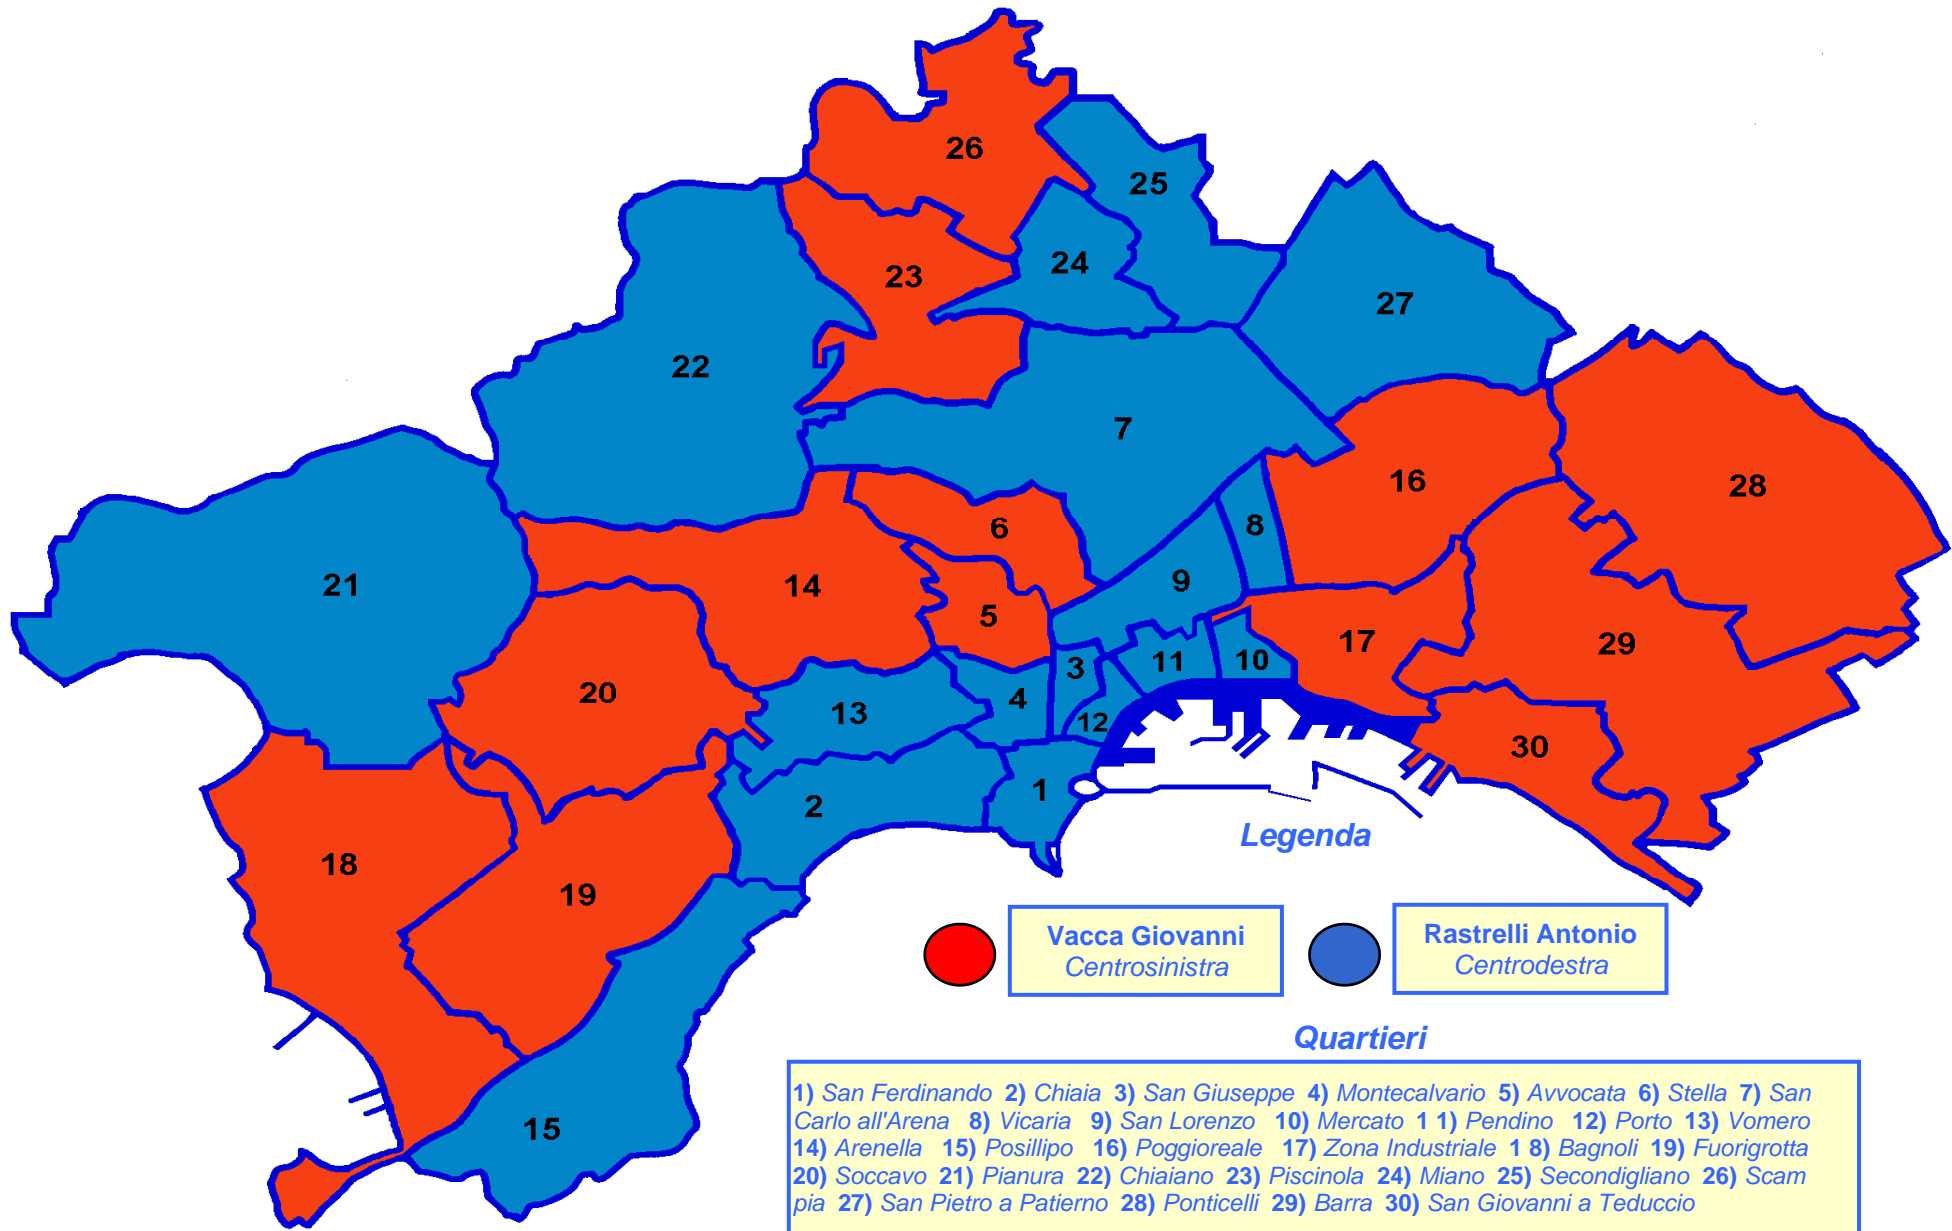 26
25
24
23
27
22
7
16
28
6
8
21
14
9
5
17
29
3
11
10
20
4
13
12
30
1
2
18
19
15
Legenda
Vacca Giovanni
Centrosinistra
Rastrelli Antonio
Centrodestra
Quartieri
1) San Ferdinando 2) Chiaia 3) San Giuseppe 4) Montecalvario 5) Avvocata 6) Stella 7) San
Carlo all'Arena 8) Vicaria 9) San Lorenzo 10) Mercato 1 1) Pendino 12) Porto 13) Vomero
14) Arenella 15) Posillipo 16) Poggioreale 17) Zona Industriale 1 8) Bagnoli 19) Fuorigrotta
20) Soccavo 21) Pianura 22) Chiaiano 23) Piscinola 24) Miano 25) Secondigliano 26) Scam
pia 27) San Pietro a Patierno 28) Ponticelli 29) Barra 30) San Giovanni a Teduccio